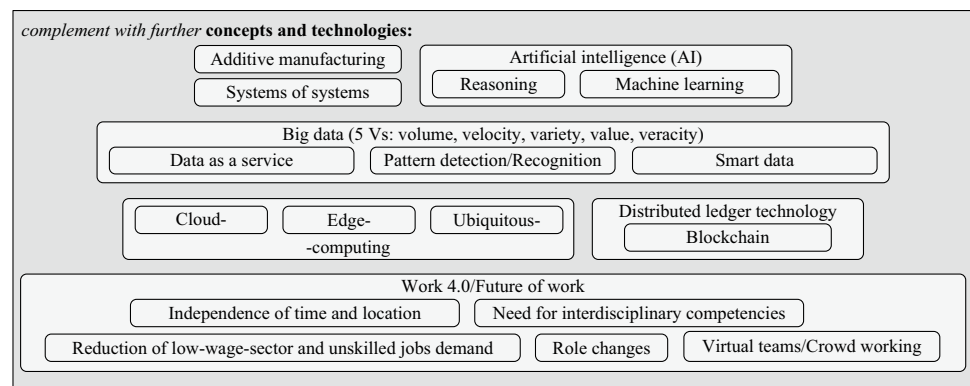 complement with further concepts and technologies:
Additive manufacturing
Systems of systems
Artificial intelligence (AI)
Reasoning
Machine learning
Big data (5 Vs: volume, velocity, variety, value, veracity)
Data as a service
Pattern detection/Recognition
Smart data
Cloud-
Edge-
Ubiquitous-
-computing
Distributed ledger technology
Blockchain
Work 4.0/Future of work
Independence of time and location
Need for interdisciplinary competencies
Reduction of low-wage-sector and unskilled jobs demand
Role changes
Virtual teams/Crowd working